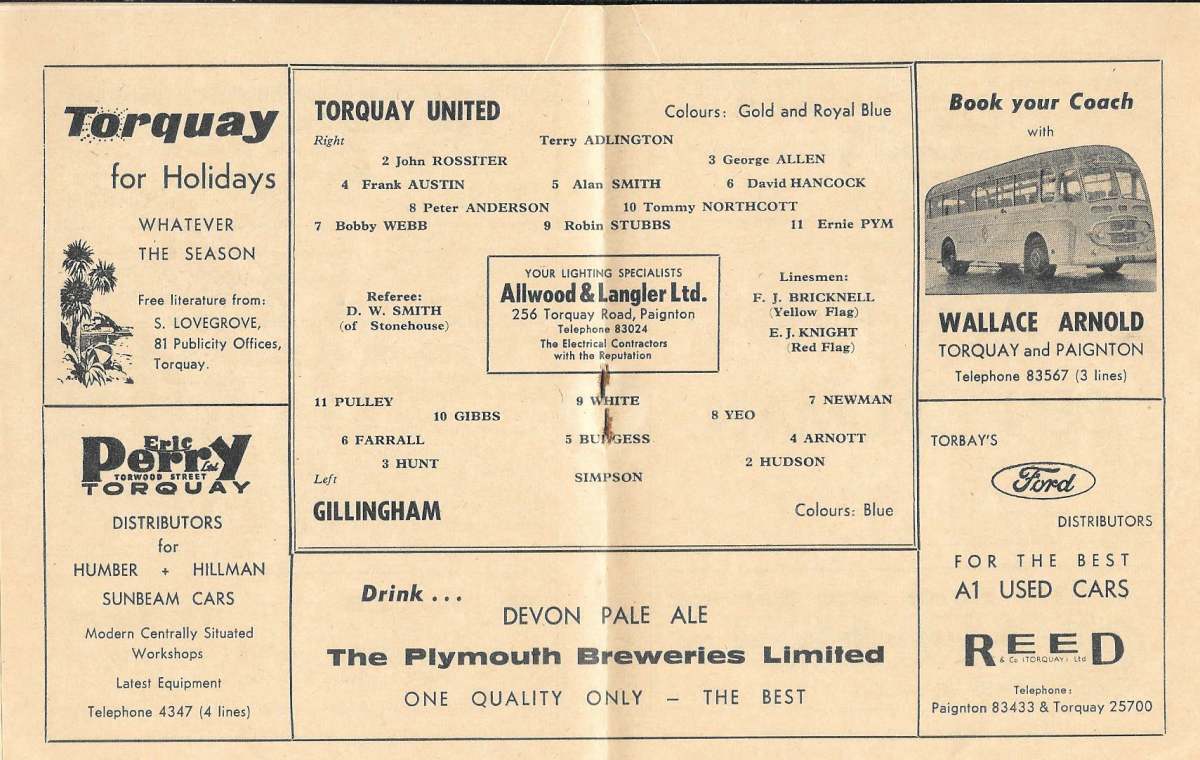 Torquay
for Holidays
WHATEVER
THE SEASON
Free literature from:
S. LOVEGROVE,
81 Publicity Offices,
Torquay.
Eric
Perry Ltd
TORWOOD STREET
TORQUAY
DISTRIBUTORS
for
HUMBER + HILLMAN
SUNBEAM CARS
Modern Centrally Situated
Workshops
Latest Equipment
Telephone 4347 (4 lines)
TORQUAY UNITED Colours: Gold and Royal Blue
Right Terry ADLINGTON
2 John ROSSITER 3 George ALLEN
4 Frank AUSTIN 5 Alan SMITH 6 David HANCOCK
8 Peter ANDERSON 10 Tommy NORTHCOTT
7 Bobby WEBB 9 Robin STUBBS 11 Ernie PYM
Referee:
D. W. SMITH
(of Stonehouse)
YOUR LIGHTING SPECIALISTS
Allwood & Langler Ltd.
256 Torquay Road, Paignton
Telephone 83024
The Electrical Contractors
with the Reputation
Linesmen:
F. J. BRICKNELL
(Yellow Flag)
E. J. KNIGHT
(Red Flag)
11 PULLEY 9 WHITE 7 NEWMAN
10 GIBBS 8 YEO
6 FARRALL 5 BURGESS 4 ARNOTT
3 HUNT 2 HUDSON
Left SIMPSON
GILLINGHAM Colours: Blue
Drink ...
DEVON PALE ALE
The Plymouth Breweries Limited
ONE QUALITY ONLY – THE BEST
Book your Coach
with
WALLACE ARNOLD
TORQUAY and PAIGNTON
Telephone 83567 (3 lines)
TORBAY'S
Ford
DISTRIBUTORS
FOR THE BEST
A1 USED CARS
REED
& Co (TORQUAY) Ltd
Telephone:
Paignton 83433 & Torquay 25700